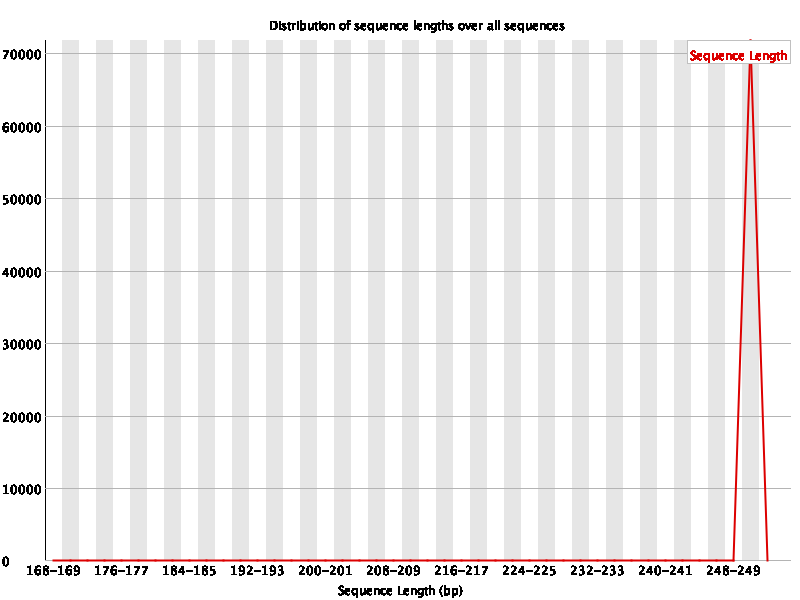 Distribution of sequence lengths over all sequences
Sequence Length
70000
60000
50000
40000
30000
20000
10000
0
168-169 176-177 184-185 192-193 200-201 208-209 216-217 224-225 232-233 240-241 248-249
Sequence Length (bp)